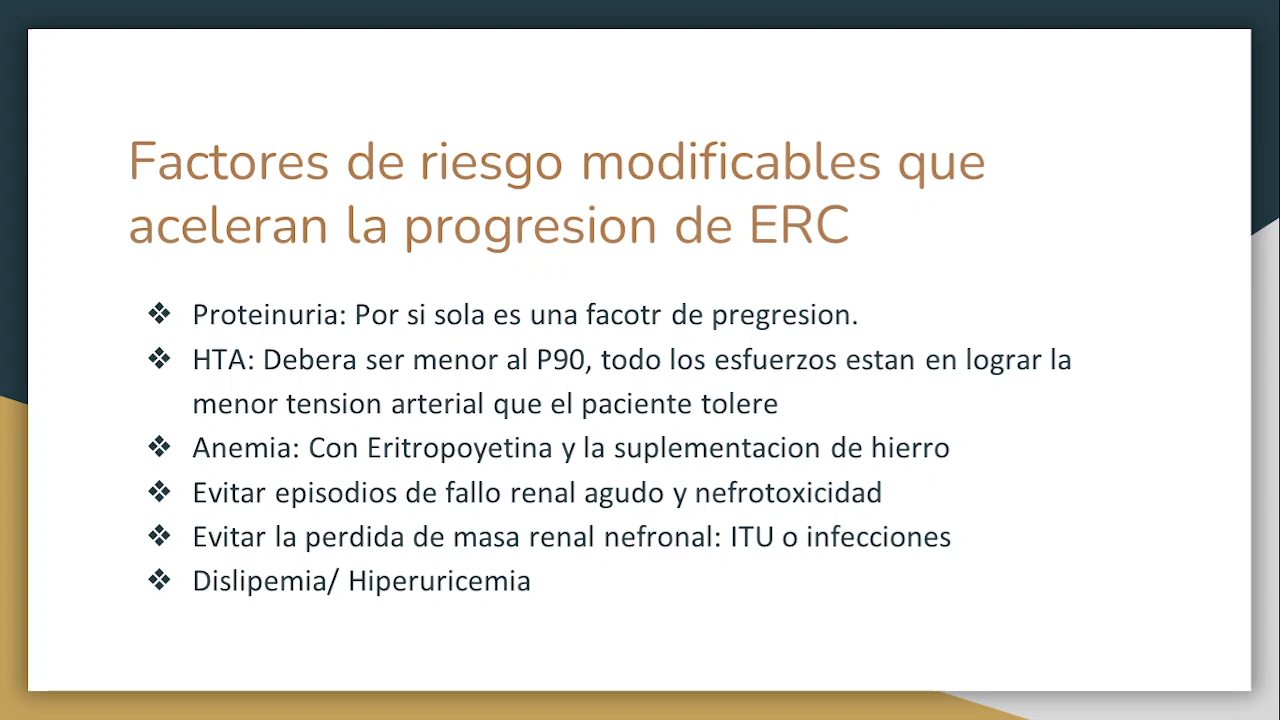 Factores de riesgo modificables que
aceleran la progresion de ERC
❖ Proteinuria: Por si sola es una facotr de pregresion.
❖ HTA: Debera ser menor al P90, todo los esfuerzos estan en lograr la
menor tension arterial que el paciente tolere
❖ Anemia: Con Eritropoyetina y la suplementacion de hierro
❖ Evitar episodios de fallo renal agudo y nefrotoxicidad
❖ Evitar la perdida de masa renal nefronal: ITU o infecciones
❖ Dislipemia/ Hiperuricemia